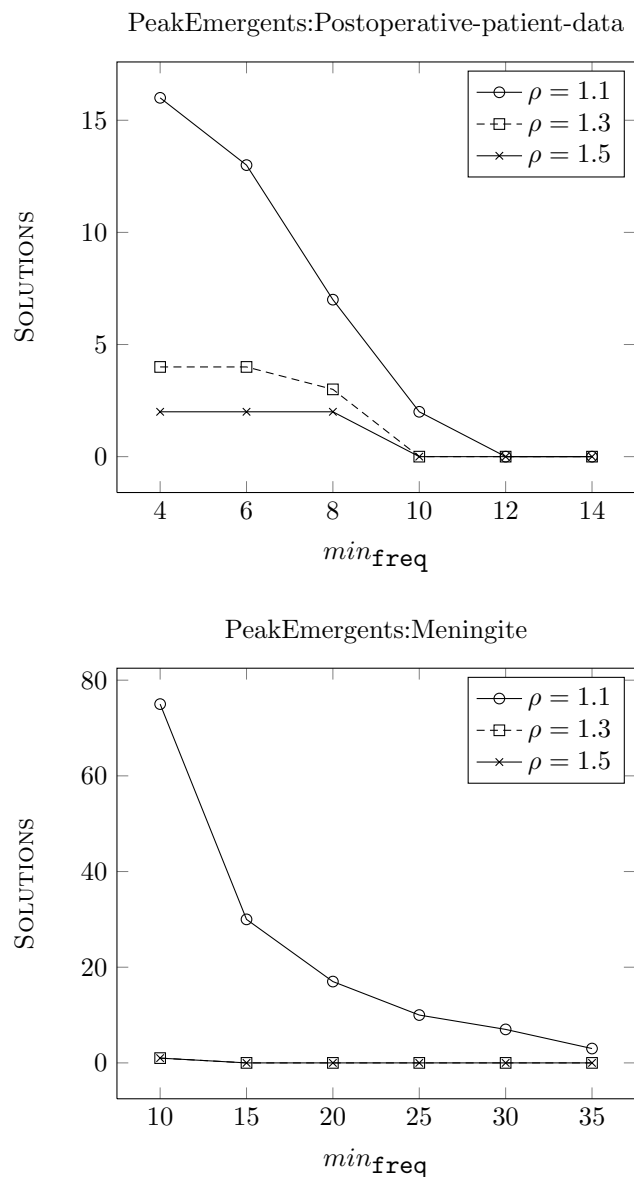 PeakEmergents:Postoperative-patient-data
ρ = 1.1
ρ = 1.3
ρ = 1.5
15
10
5
0
SOLUTIONS
4 6 8 10 12 14
min_freq
PeakEmergents:Meningite
ρ = 1.1
ρ = 1.3
ρ = 1.5
80
60
40
20
0
SOLUTIONS
10 15 20 25 30 35
min_freq